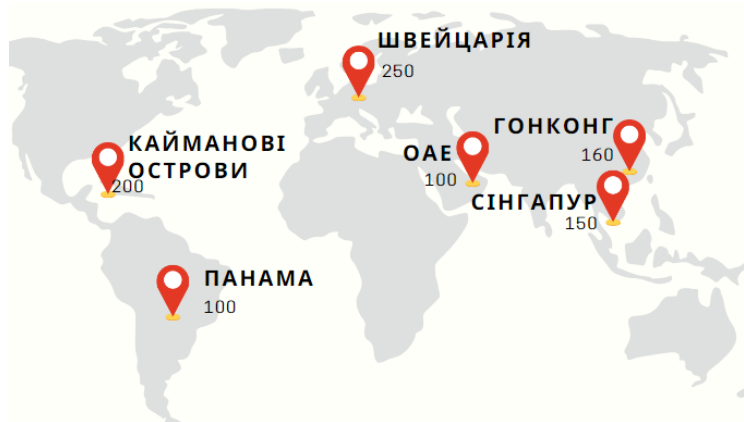 ШВЕЙЦАРІЯ
250
КАЙМАНОВІ
ОСТРОВИ
200
ГОНКОНГ
160
ОАЕ
100
СІНГАПУР
150
ПАНАМА
100